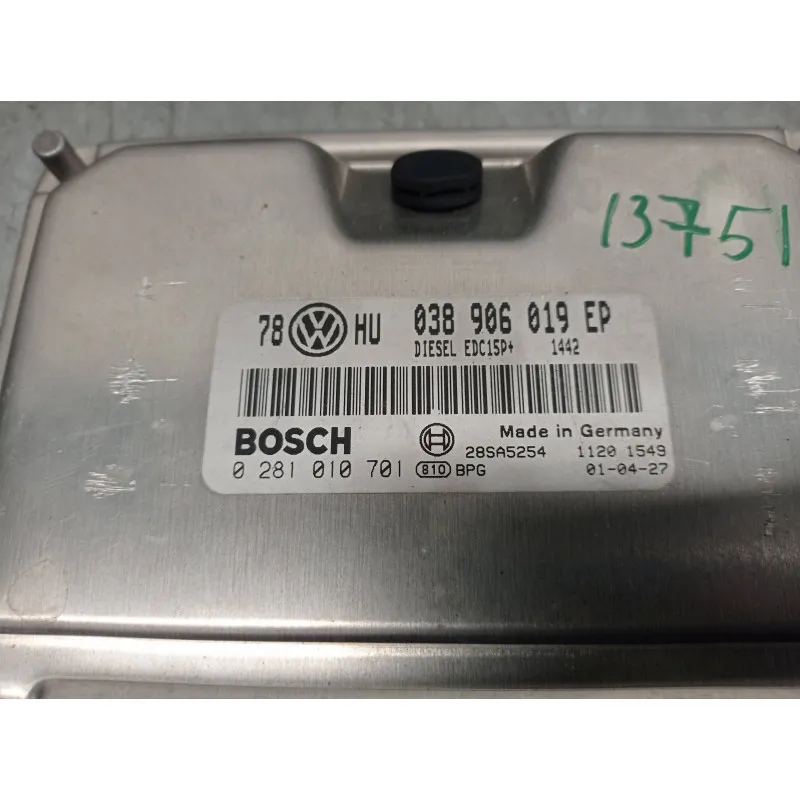 13751
78 VW HU 038 906 019 EP
DIESEL EDC15P+ 1442
BOSCH Made in Germany
28SA5254 1120 1549
0 281 010 701 810 BPG 01-04-27